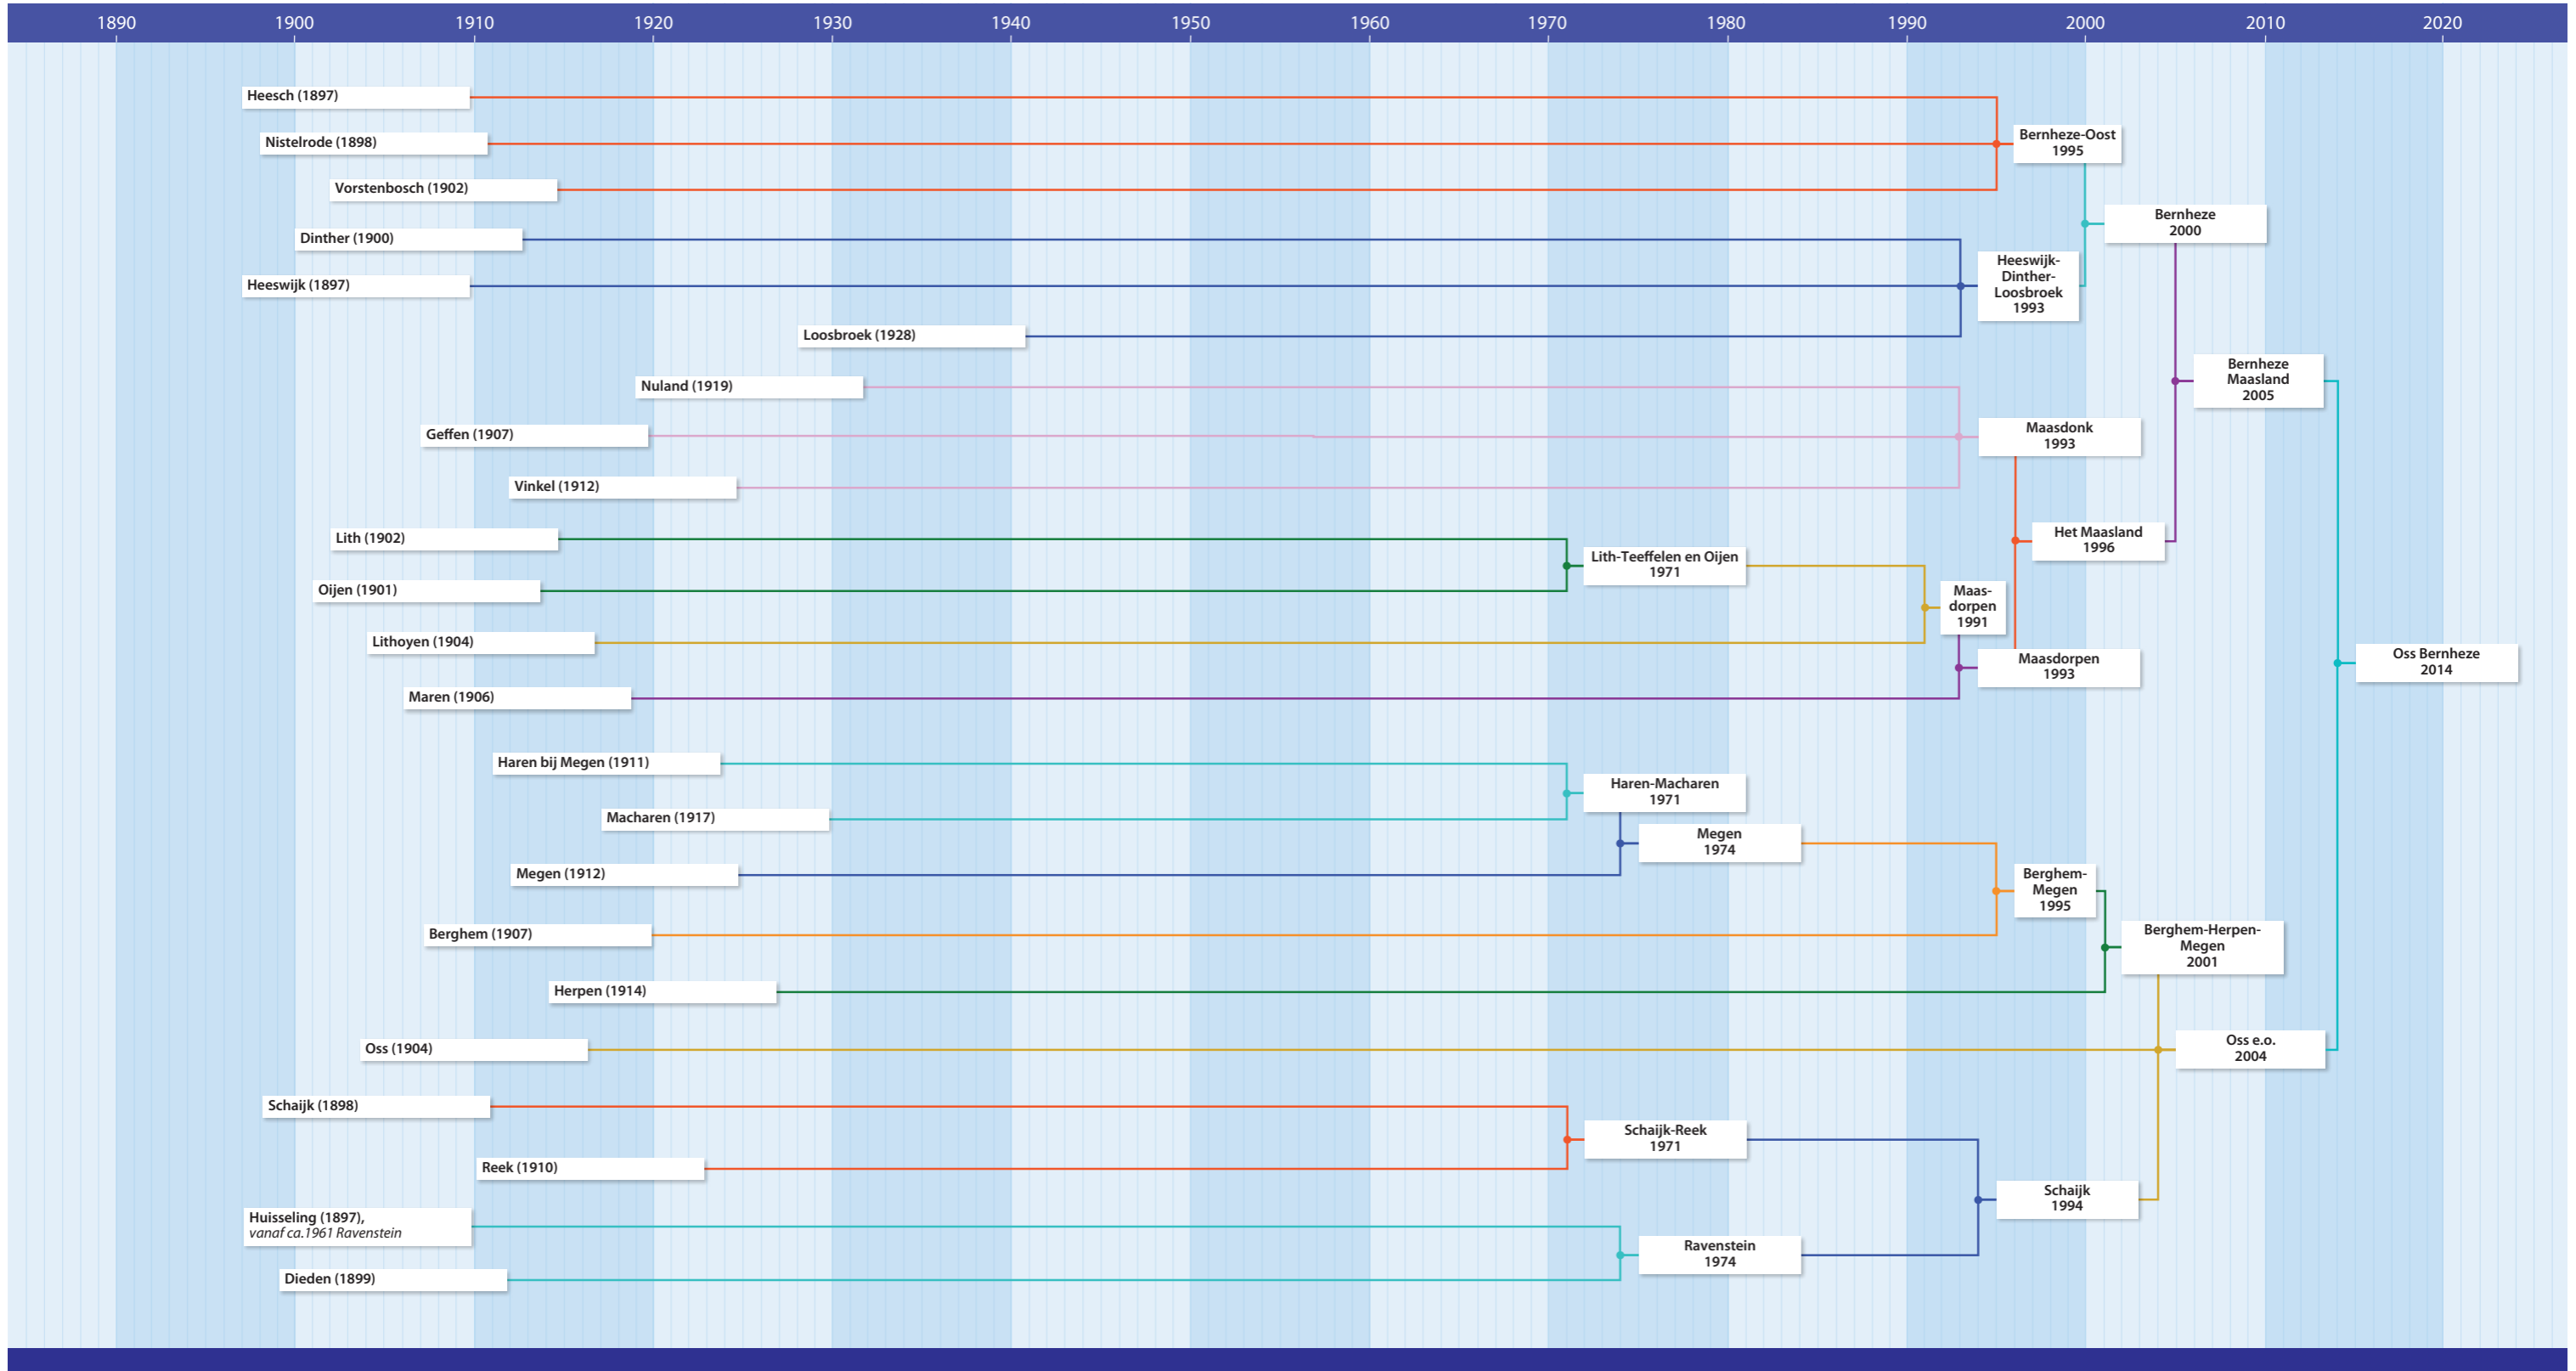 1890 1900 1910 1920 1930 1940 1950 1960 1970 1980 1990 2000 2010 2020
Heesch (1897)
Nistelrode (1898)
Bernheze-Oost
1995
Vorstenbosch (1902)
Bernheze
2000
Dinther (1900)
Heeswijk-
Dinther-
Loosbroek
1993
Heeswijk (1897)
Loosbroek (1928)
Bernheze
Maasland
2005
Nuland (1919)
Geffen (1907)
Maasdonk
1993
Vinkel (1912)
Lith (1902)
Het Maasland
1996
Lith-Teeffelen en Oijen
1971
Oijen (1901)
Maas-
dorpen
1991
Lithoyen (1904)
Maasdorpen
1993
Oss Bernheze
2014
Maren (1906)
Haren bij Megen (1911)
Haren-Macharen
1971
Macharen (1917)
Megen
1974
Megen (1912)
Berghem-
Megen
1995
Berghem (1907)
Berghem-Herpen-
Megen
2001
Herpen (1914)
Oss (1904)
Oss e.o.
2004
Schaijk (1898)
Schaijk-Reek
1971
Reek (1910)
Schaijk
1994
Huisseling (1897),
vanaf ca.1961 Ravenstein
Ravenstein
1974
Dieden (1899)